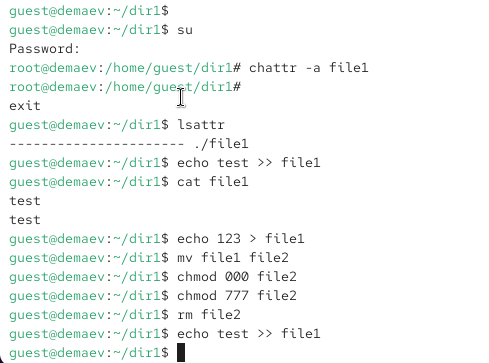 guest@demaev:~/dir1$
guest@demaev:~/dir1$ su
Password:
root@demaev:/home/guest/dir1# chattr -a file1
root@demaev:/home/guest/dir1#
exit
guest@demaev:~/dir1$ lsattr
---------------------- ./file1
guest@demaev:~/dir1$ echo test >> file1
guest@demaev:~/dir1$ cat file1
test
test
guest@demaev:~/dir1$ echo 123 > file1
guest@demaev:~/dir1$ mv file1 file2
guest@demaev:~/dir1$ chmod 000 file2
guest@demaev:~/dir1$ chmod 777 file2
guest@demaev:~/dir1$ rm file2
guest@demaev:~/dir1$ echo test >> file1
guest@demaev:~/dir1$